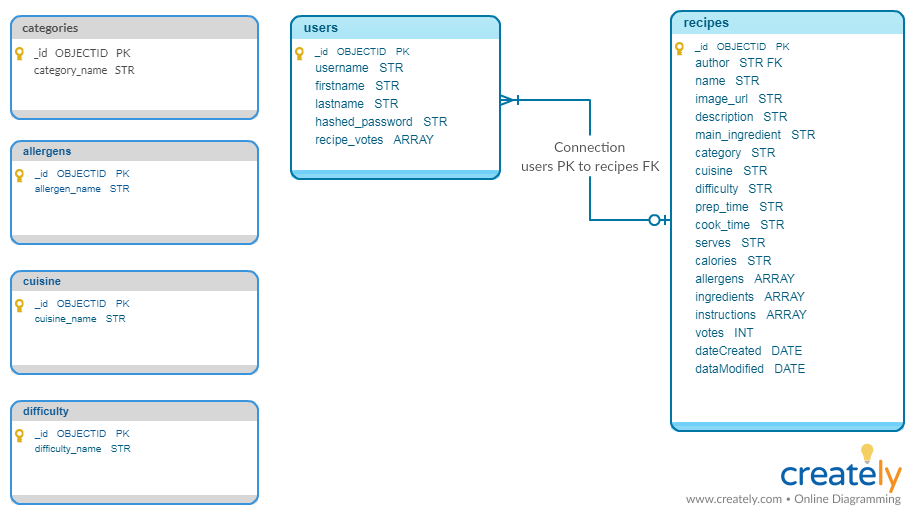 categories
_id OBJECTID PK
category_name STR
allergens
_id OBJECTID PK
allergen_name STR
cuisine
_id OBJECTID PK
cuisine_name STR
difficulty
_id OBJECTID PK
difficulty_name STR
users
_id OBJECTID PK
username STR
firstname STR
lastname STR
hashed_password STR
recipe_votes ARRAY
Connection
users PK to recipes FK
recipes
_id OBJECTID PK
author STR FK
name STR
image_url STR
description STR
main_ingredient STR
category STR
cuisine STR
difficulty STR
prep_time STR
cook_time STR
serves STR
calories STR
allergens ARRAY
ingredients ARRAY
instructions ARRAY
votes INT
dateCreated DATE
dataModified DATE
creately
www.creately.com • Online Diagramming